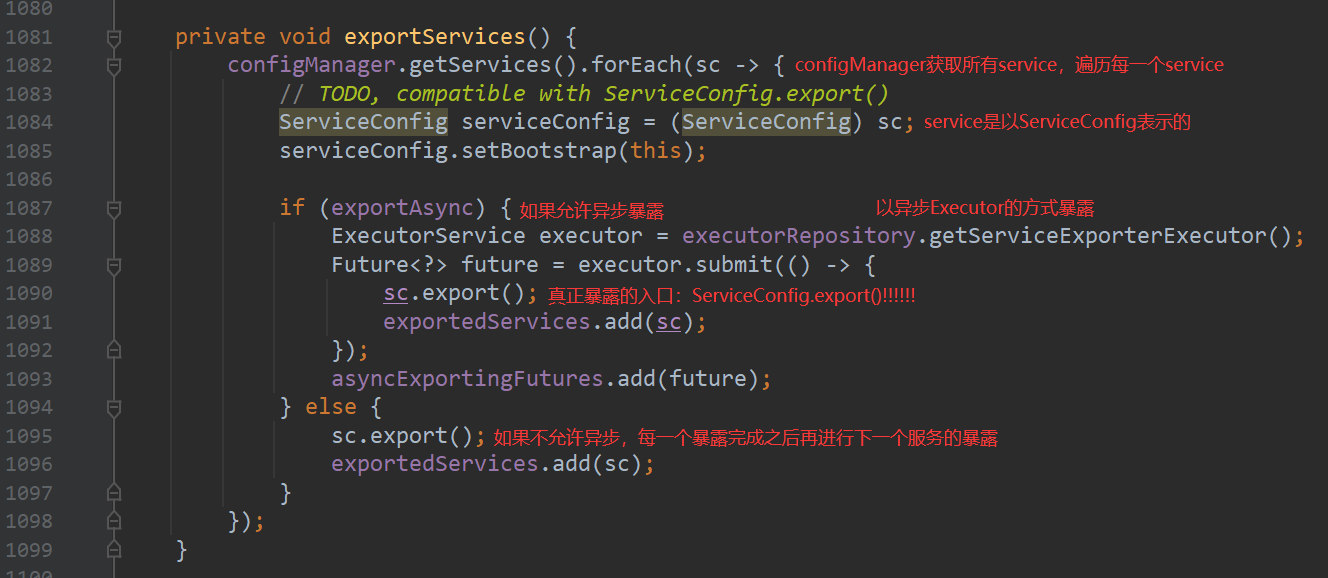 1080
1081 private void exportServices() {
1082 configManager.getServices().forEach(sc -> { configManager获取所有service，遍历每一个service
1083 // TODO, compatible with ServiceConfig.export()
1084 ServiceConfig serviceConfig = (ServiceConfig) sc; service是以ServiceConfig表示的
1085 serviceConfig.setBootstrap(this);
1086
1087 if (exportAsync) { 如果允许异步暴露 以异步Executor的方式暴露
1088 ExecutorService executor = executorRepository.getServiceExporterExecutor();
1089 Future<?> future = executor.submit(() -> {
1090 sc.export(); 真正暴露的入口：ServiceConfig.export()!!!!!!
1091 exportedServices.add(sc);
1092 });
1093 asyncExportingFutures.add(future);
1094 } else {
1095 sc.export(); 如果不允许异步，每一个暴露完成之后再进行下一个服务的暴露
1096 exportedServices.add(sc);
1097 }
1098 });
1099 }
1100